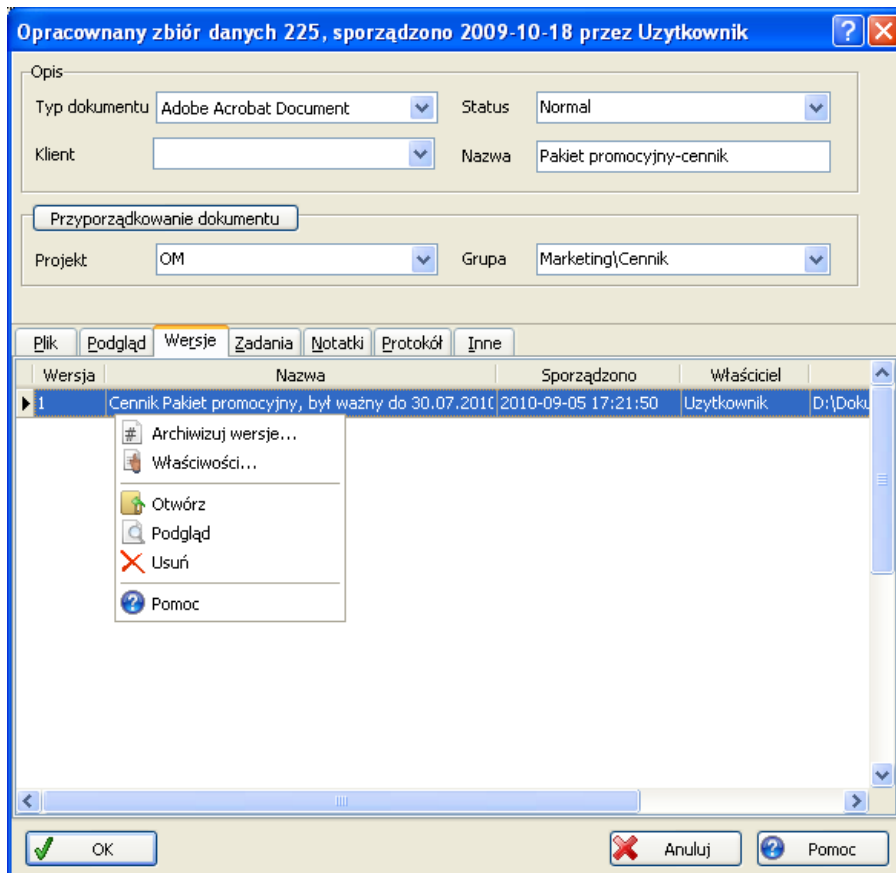 Opracownany zbiór danych 225, sporządzono 2009-10-18 przez Uzytkownik
Opis
Typ dokumentu Adobe Acrobat Document Status Normal
Klient Nazwa Pakiet promocyjny-cennik
Przyporządkowanie dokumentu
Projekt OM Grupa Marketing\Cennik
Plik Podgląd Wersje Zadania Notatki Protokół Inne
Wersja Nazwa Sporządzono Właściciel
1 Cennik Pakiet promocyjny, był ważny do 30.07.2010 2010-09-05 17:21:50 Uzytkownik D:\Doku
# Archiwizuj wersje...
Właściwości...
Otwórz
Podgląd
Usuń
? Pomoc
OK Anuluj ? Pomoc